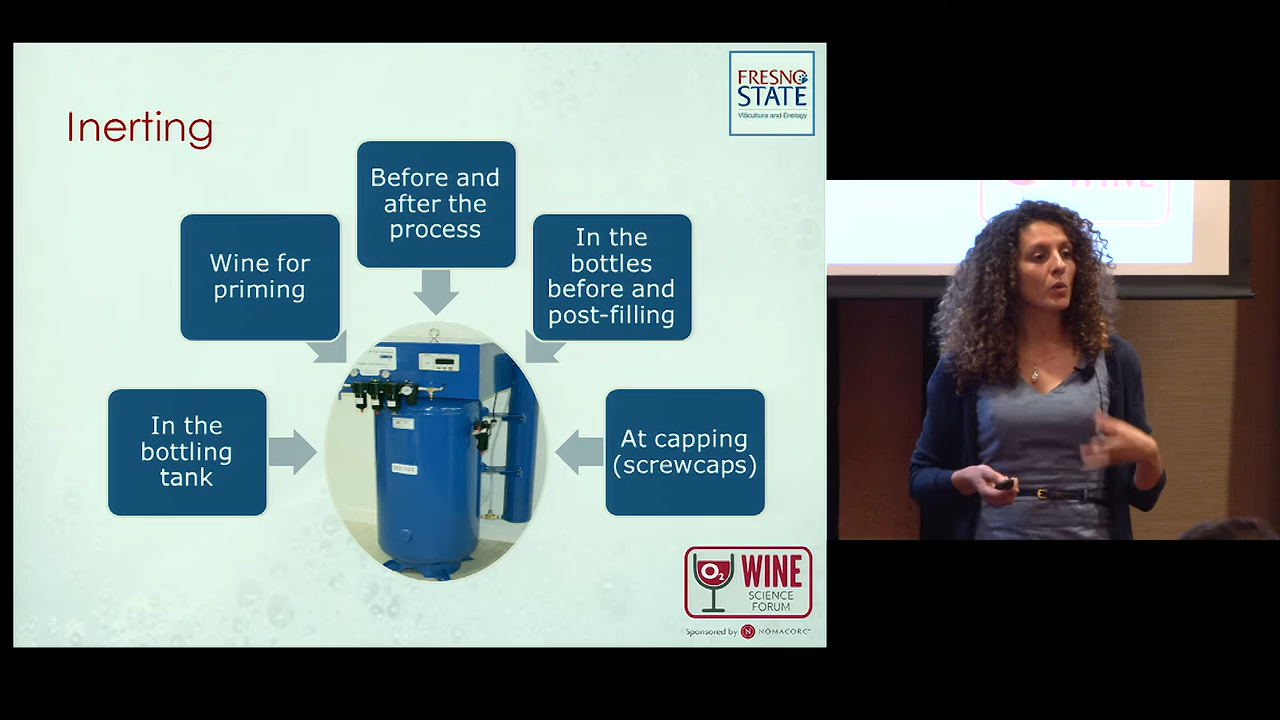 Inerting
FRESNO
STATE
Viticulture and Enology
Before and
after the
process
Wine for
priming
In the
bottles
before and
post-filling
In the
bottling
tank
At capping
(screwcaps)
O2 WINE
SCIENCE
FORUM
Sponsored by N NOMACORC
WINE